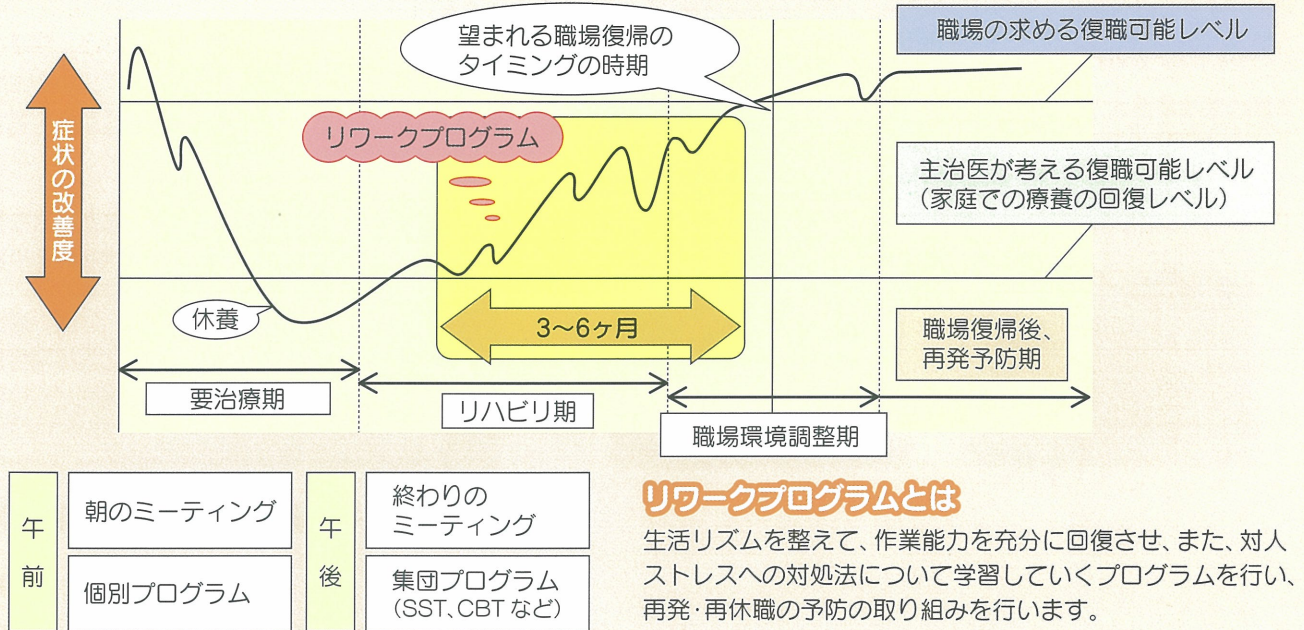 望まれる職場復帰の
タイミングの時期
職場の求める復職可能レベル
リワークプログラム
症状の改善度
主治医が考える復職可能レベル
（家庭での療養の回復レベル）
休養
3〜6ヶ月
職場復帰後、
再発予防期
要治療期
リハビリ期
職場環境調整期
午前
朝のミーティング
個別プログラム
午後
終わりの
ミーティング
集団プログラム
（SST、CBTなど）
リワークプログラムとは
生活リズムを整えて、作業能力を充分に回復させ、また、対人
ストレスへの対処法について学習していくプログラムを行い、
再発・再休職の予防の取り組みを行います。